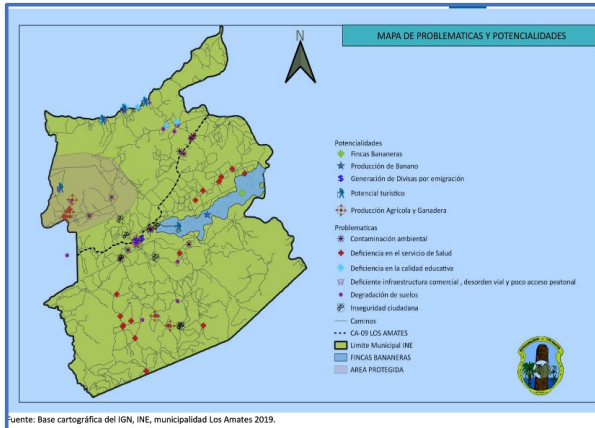 MAPA DE PROBLEMATICAS Y POTENCIALIDADES
N
Potencialidades
Fincas Bananeras
Producción de Banano
Generación de Divisas por emigración
Potencial turístico
Producción Agrícola y Ganadera
Problematicas
Contaminación ambiental
Deficiencia en el servicio de Salud
Deficiencia en la calidad educativa
Deficiente infraestructura comercial , desorden vial y poco acceso peatonal
Degradación de suelos
Inseguridad ciudadana
Caminos
CA-09 LOS AMATES
Limite Municipal INE
FINCAS BANANERAS
AREA PROTEGIDA
Fuente: Base cartográfica del IGN, INE, municipalidad Los Amates 2019.